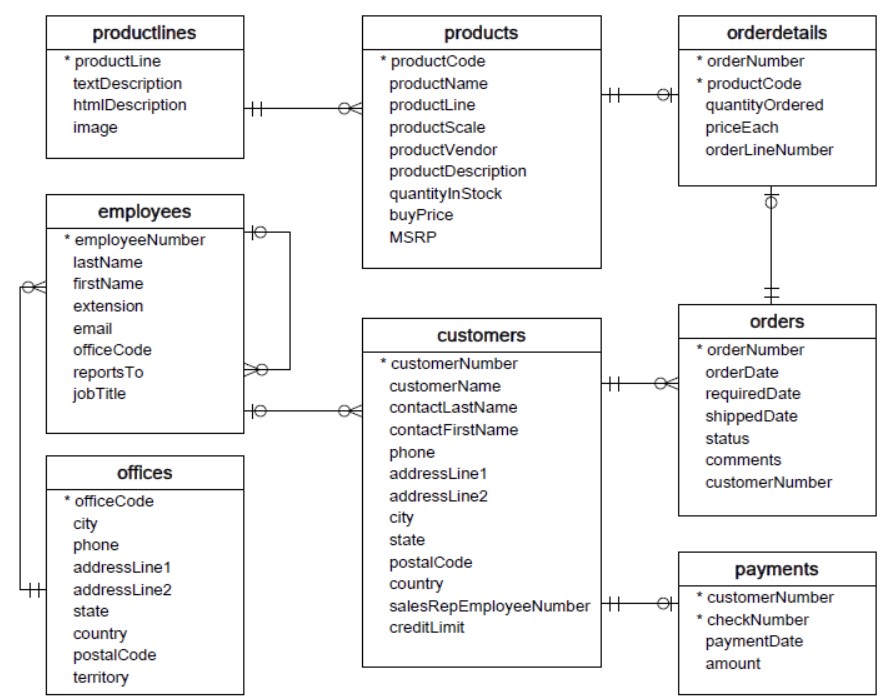 productlines
* productLine
textDescription
htmlDescription
image
products
* productCode
productName
productLine
productScale
productVendor
productDescription
quantityInStock
buyPrice
MSRP
orderdetails
* orderNumber
* productCode
quantityOrdered
priceEach
orderLineNumber
employees
* employeeNumber
lastName
firstName
extension
email
officeCode
reportsTo
jobTitle
customers
* customerNumber
customerName
contactLastName
contactFirstName
phone
addressLine1
addressLine2
city
state
postalCode
country
salesRepEmployeeNumber
creditLimit
orders
* orderNumber
orderDate
requiredDate
shippedDate
status
comments
customerNumber
offices
* officeCode
city
phone
addressLine1
addressLine2
state
country
postalCode
territory
payments
* customerNumber
* checkNumber
paymentDate
amount